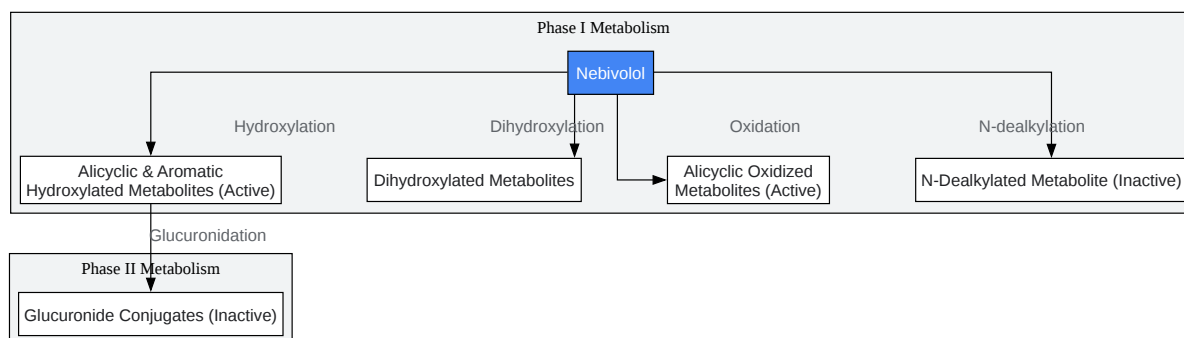 Phase I Metabolism
Nebivolol
Hydroxylation
Dihydroxylation
Oxidation
N-dealkylation
Alicyclic & Aromatic
Hydroxylated Metabolites (Active)
Dihydroxylated Metabolites
Alicyclic Oxidized
Metabolites (Active)
N-Dealkylated Metabolite (Inactive)
Glucuronidation
Phase II Metabolism
Glucuronide Conjugates (Inactive)